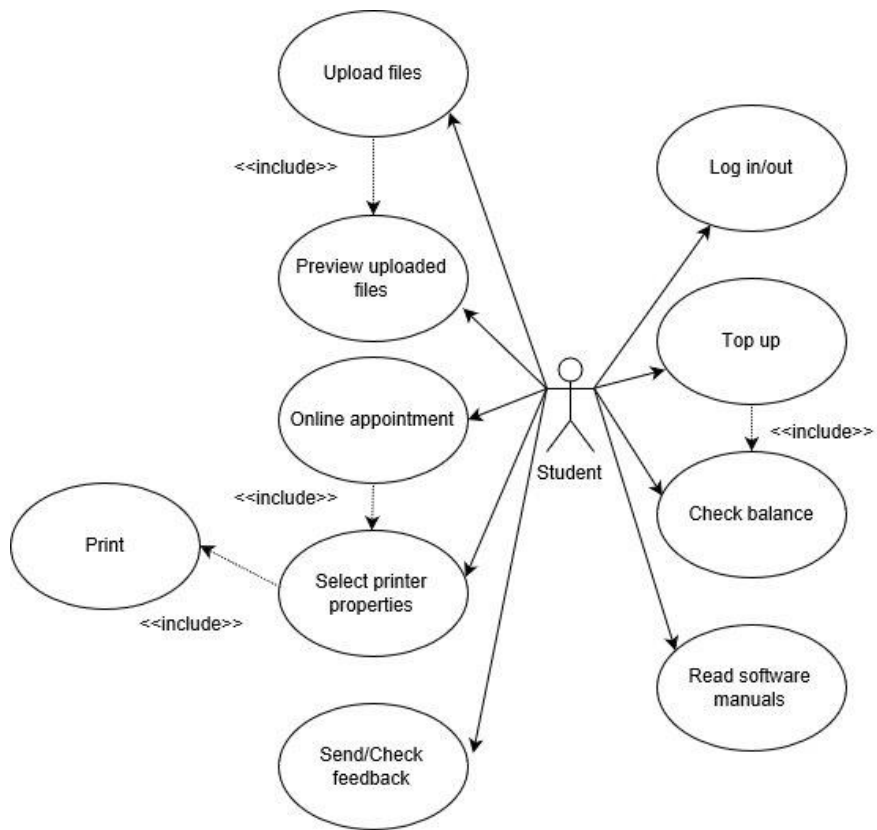 Upload files
<<include>>
Log in/out
Preview uploaded
files
Top up
Online appointment
<<include>>
Student
<<include>>
Check balance
Print
Select printer
properties
<<include>>
Read software
manuals
Send/Check
feedback